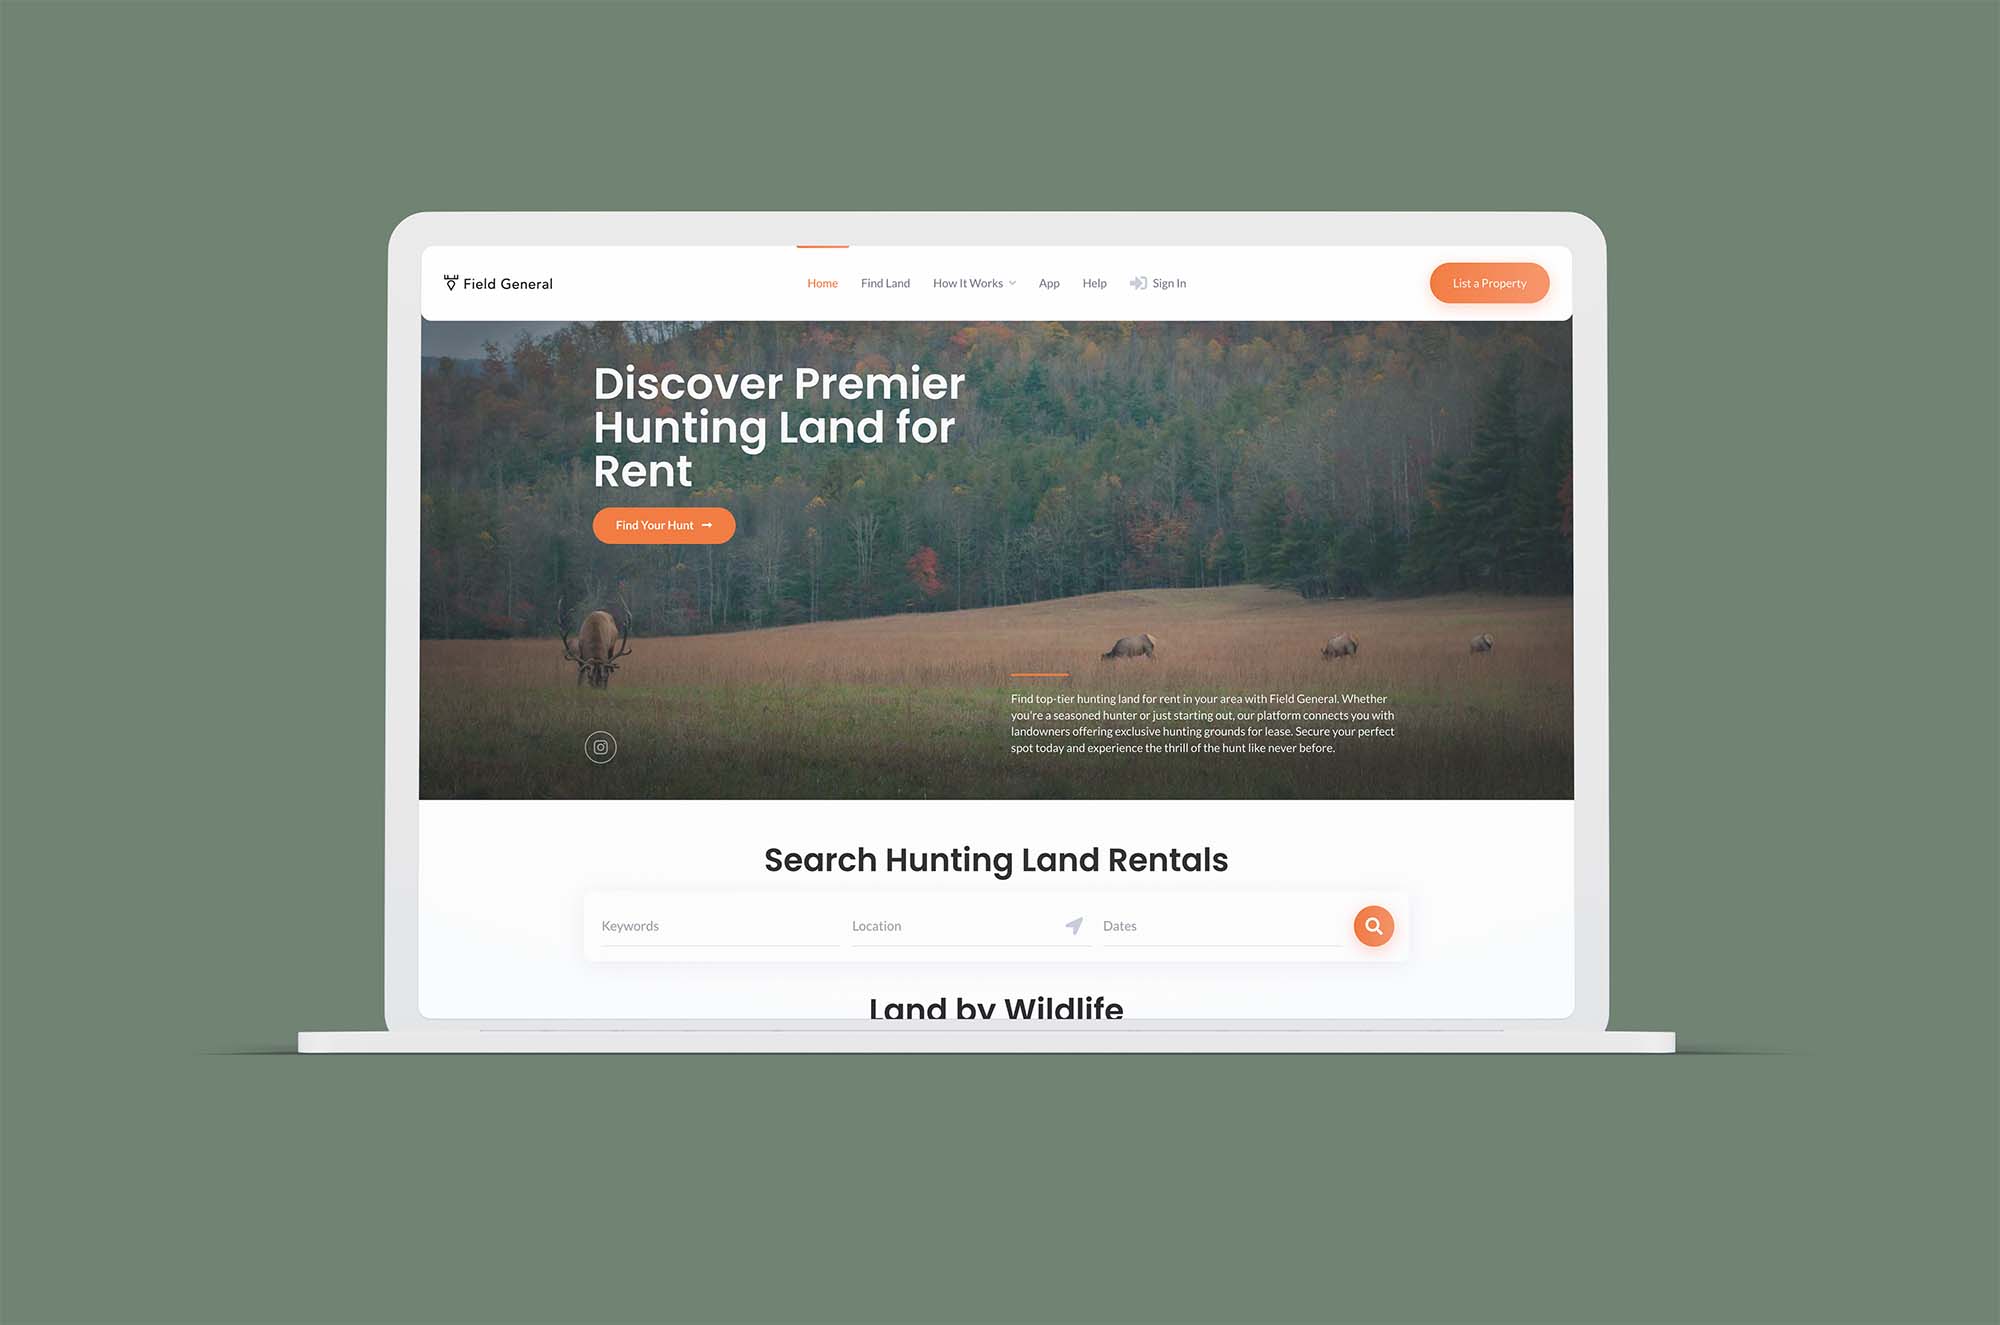 Field General
Home
Find Land
How It Works
App
Help
Sign In
List a Property
Discover Premier
Hunting Land for
Rent
Find Your Hunt
Find top-tier hunting land for rent in your area with Field General. Whether
you're a seasoned hunter or just starting out, our platform connects you with
landowners offering exclusive hunting grounds for lease. Secure your perfect
spot today and experience the thrill of the hunt like never before.
Search Hunting Land Rentals
Keywords
Location
Dates
Land by Wildlife